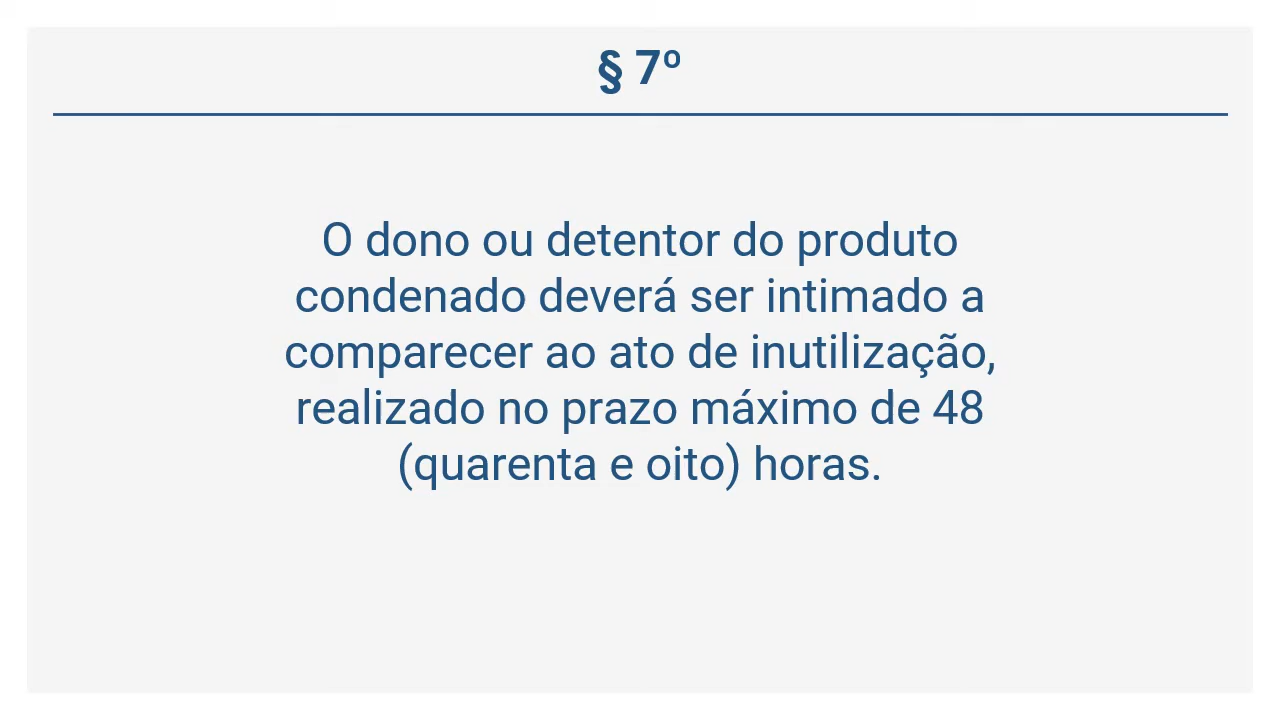 § 7º
O dono ou detentor do produto
condenado deverá ser intimado a
comparecer ao ato de inutilização,
realizado no prazo máximo de 48
(quarenta e oito) horas.